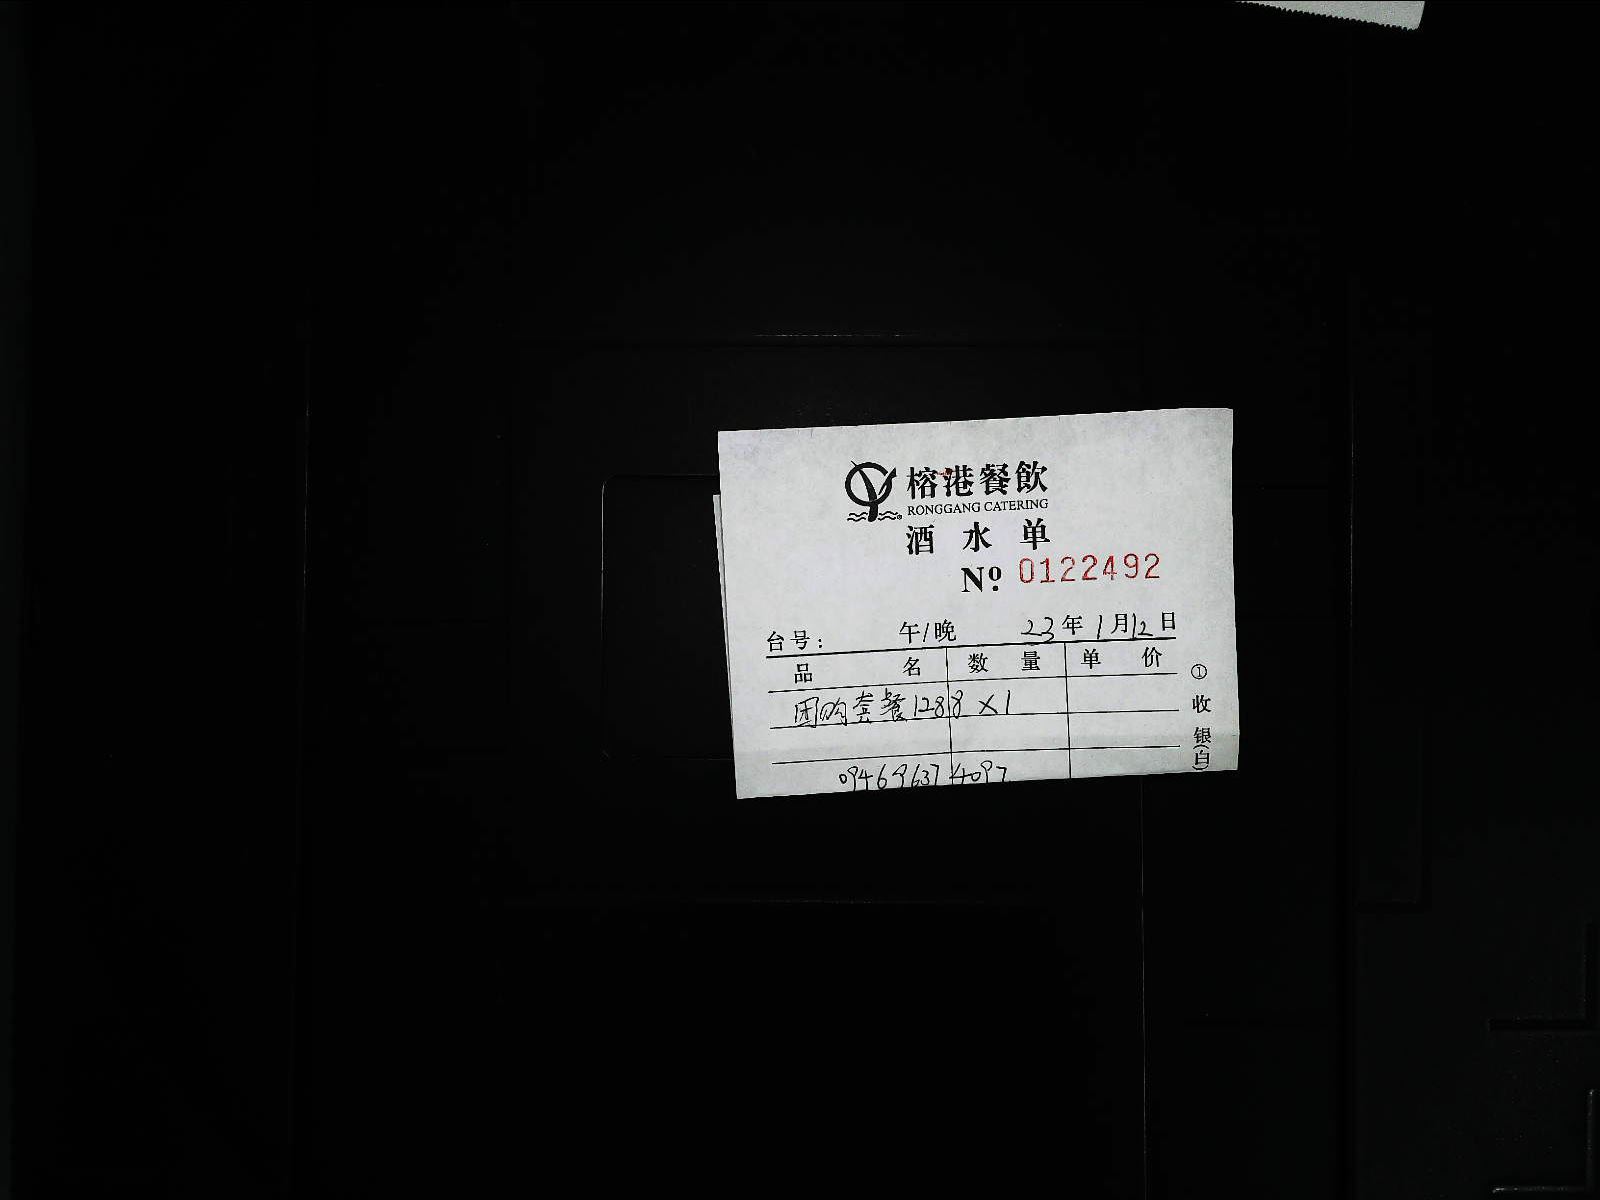 榕港餐飲
RONGGANG CATERING
酒水单
Nº 0122492
台号: 午/晚 23年1月12日
品名 数量 单价
团购套餐1288 X1
094696374097
①收银(白)